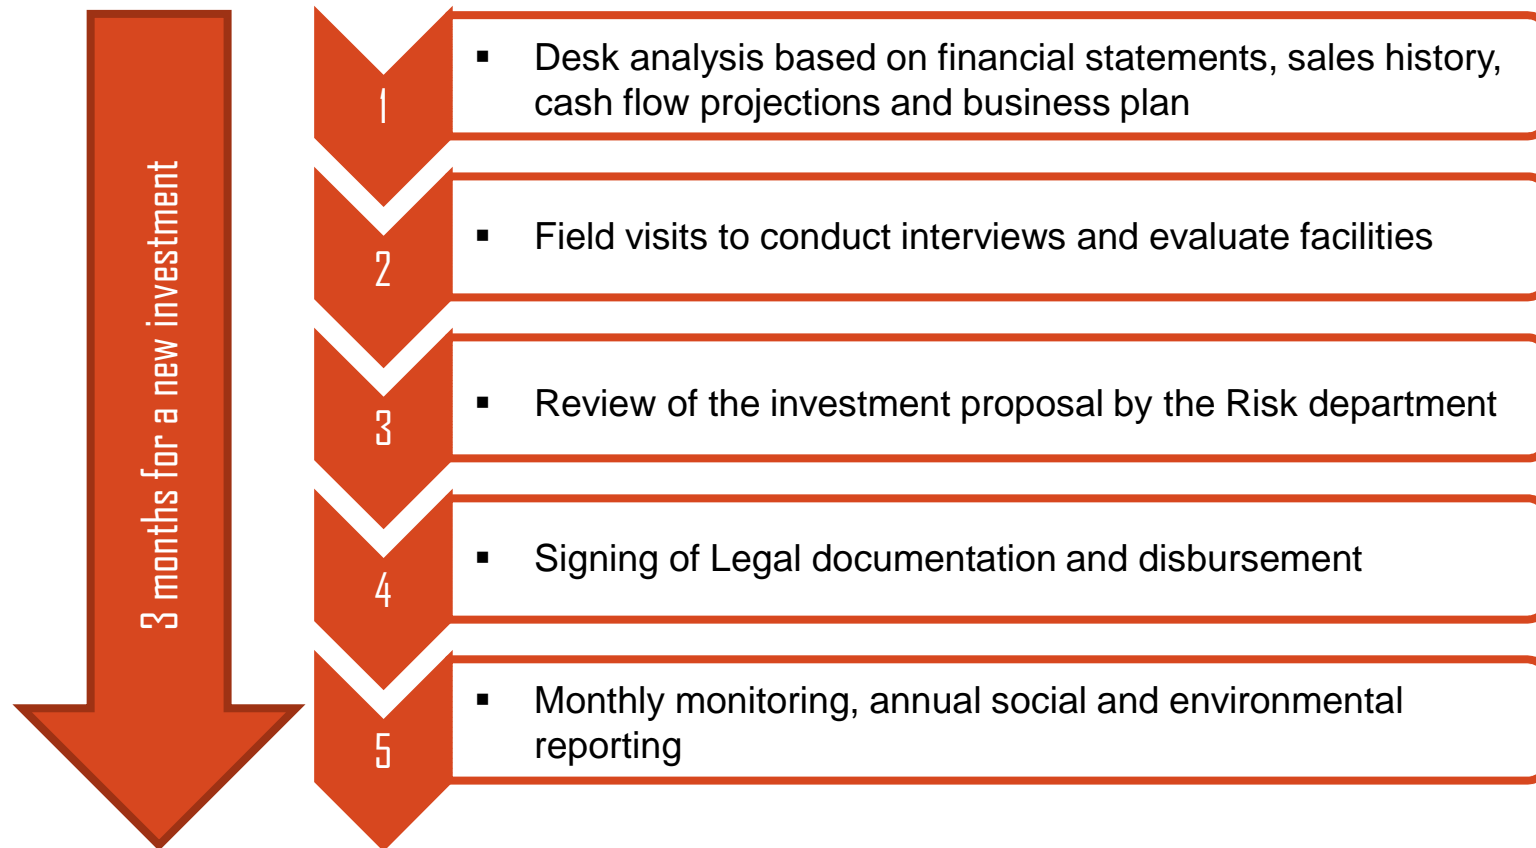 3 months for a new investment
1
▪ Desk analysis based on financial statements, sales history,
cash flow projections and business plan
2
▪ Field visits to conduct interviews and evaluate facilities
3
▪ Review of the investment proposal by the Risk department
4
▪ Signing of Legal documentation and disbursement
5
▪ Monthly monitoring, annual social and environmental
reporting